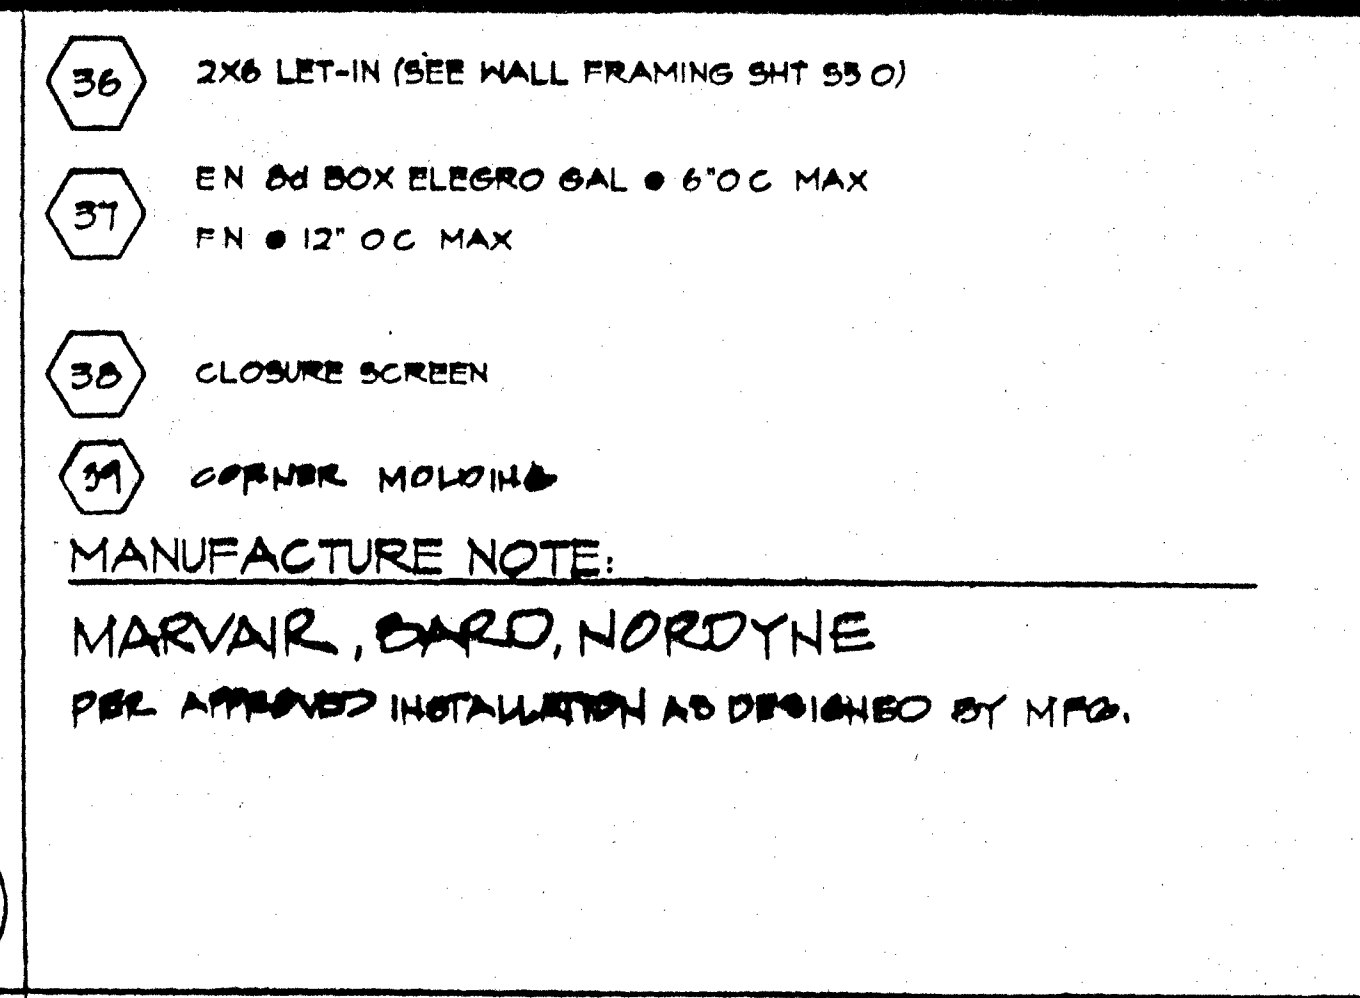 36 2X6 LET-IN (SEE WALL FRAMING SHT S5 0)
37 EN 8d BOX ELEGRO GAL @ 6" OC MAX
FN @ 12" OC MAX
38 CLOSURE SCREEN
39 CORNER MOLDING
MANUFACTURE NOTE:
MARVAIR, BARD, NORDYNE
PER APPROVED INSTALLATION AS DESIGNED BY MFG.